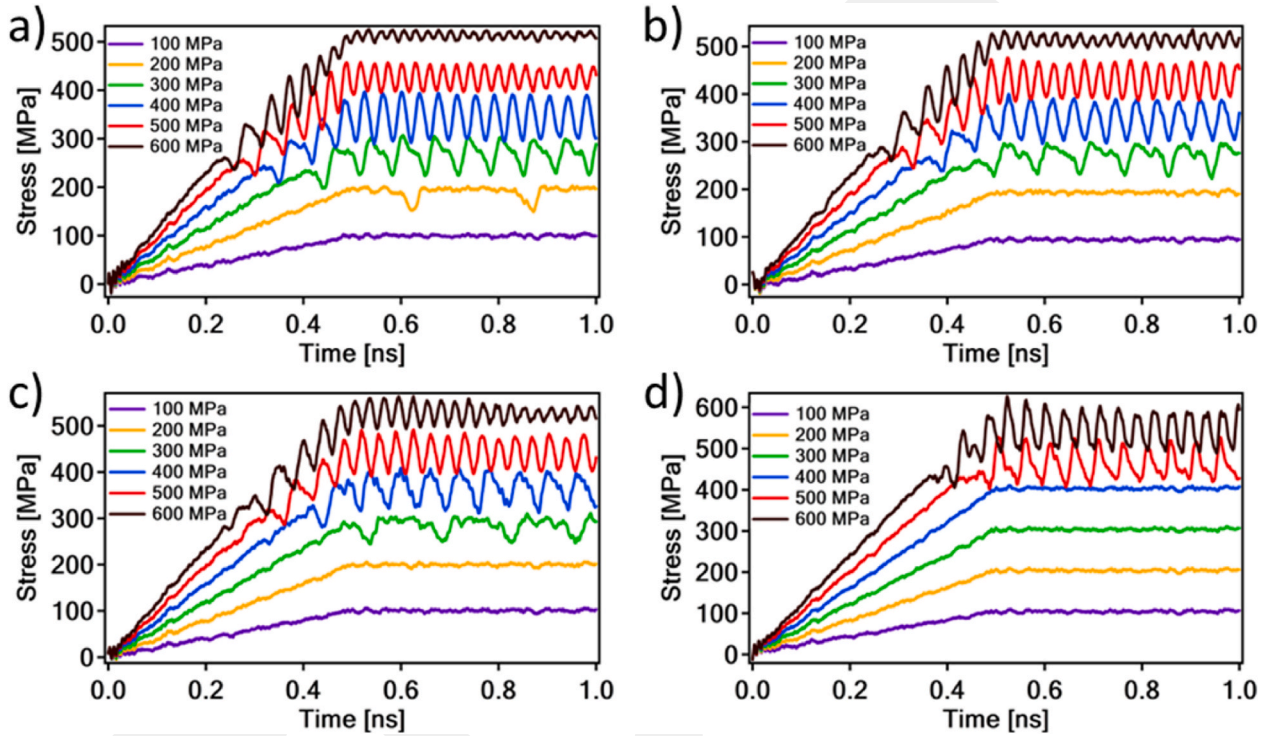 a)
500
400
300
200
100
0
Stress [MPa]
100 MPa
200 MPa
300 MPa
400 MPa
500 MPa
600 MPa
0.0 0.2 0.4 0.6 0.8 1.0
Time [ns]
b)
500
400
300
200
100
0
Stress [MPa]
100 MPa
200 MPa
300 MPa
400 MPa
500 MPa
600 MPa
0.0 0.2 0.4 0.6 0.8 1.0
Time [ns]
c)
500
400
300
200
100
0
Stress [MPa]
100 MPa
200 MPa
300 MPa
400 MPa
500 MPa
600 MPa
0.0 0.2 0.4 0.6 0.8 1.0
Time [ns]
d)
600
500
400
300
200
100
0
Stress [MPa]
100 MPa
200 MPa
300 MPa
400 MPa
500 MPa
600 MPa
0.0 0.2 0.4 0.6 0.8 1.0
Time [ns]